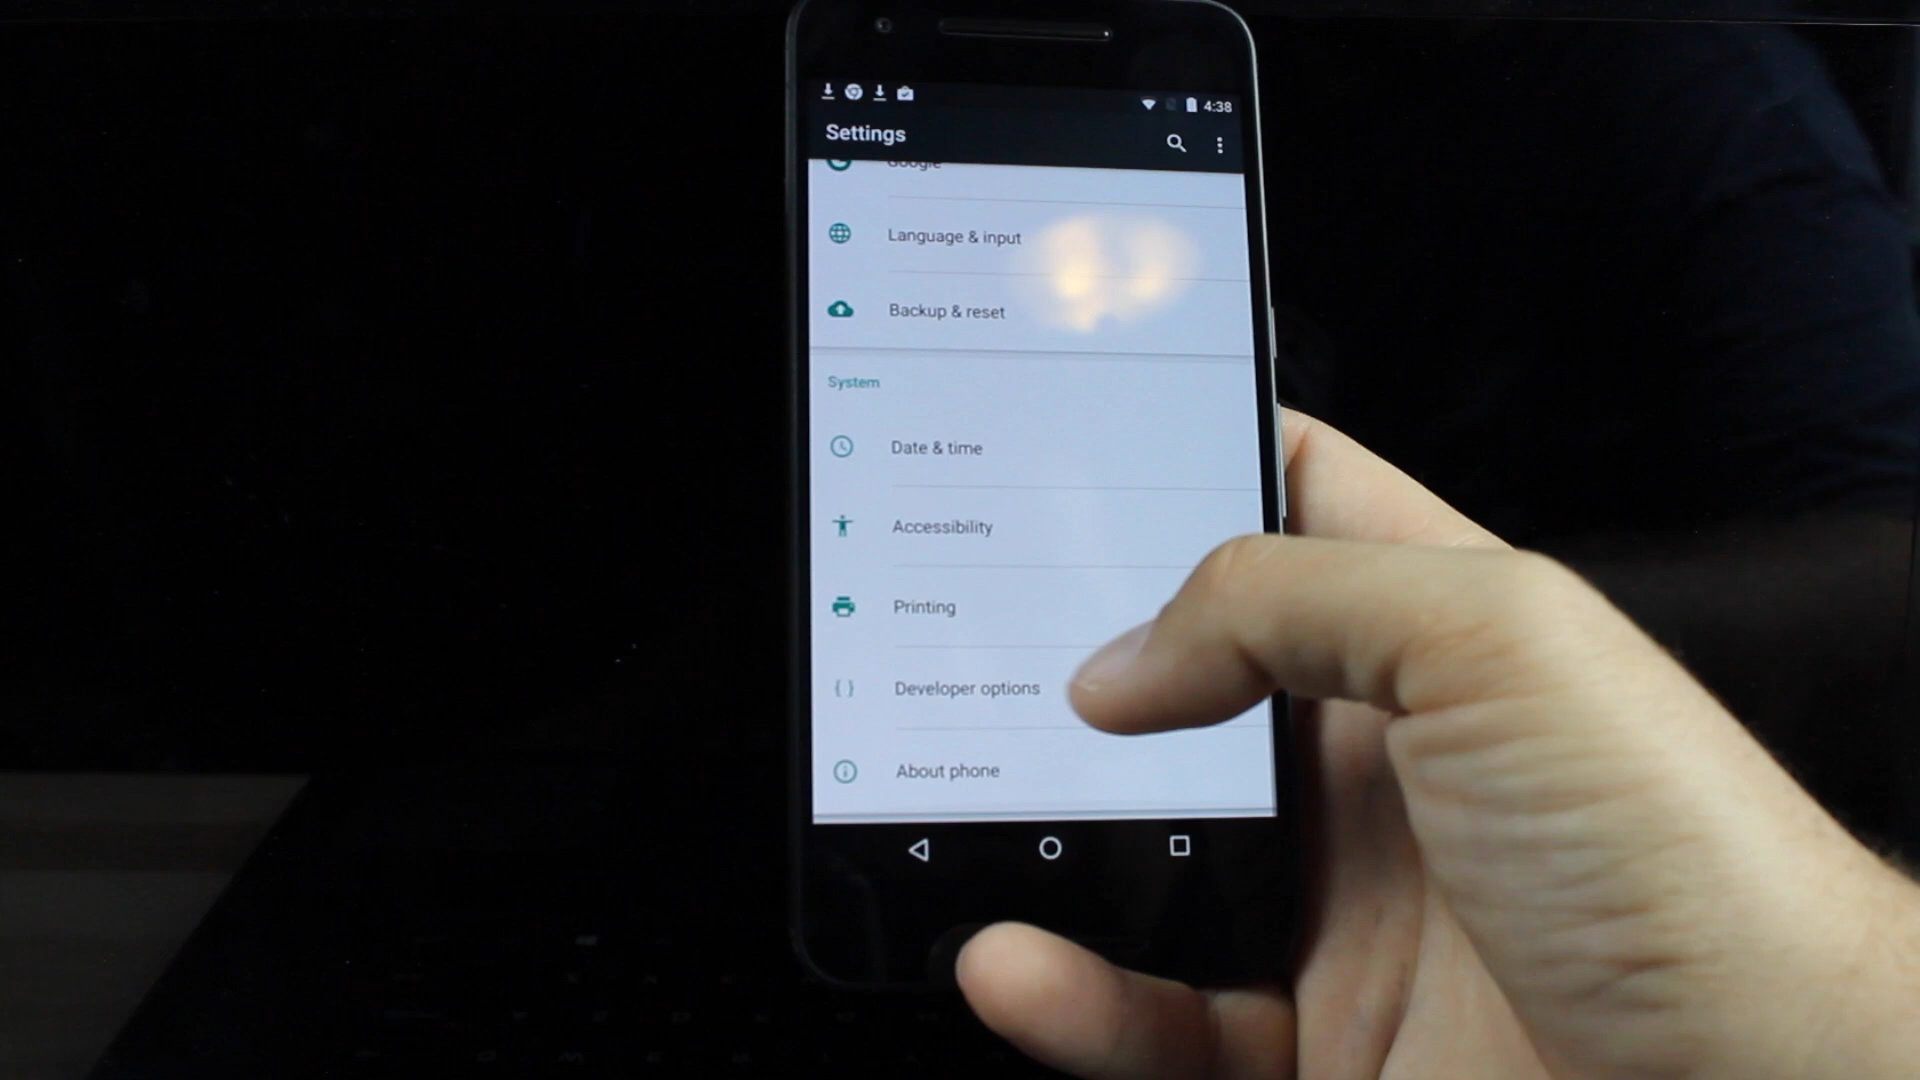 4:38
Settings
Google
Language & input
Backup & reset
System
Date & time
Accessibility
Printing
Developer options
About phone